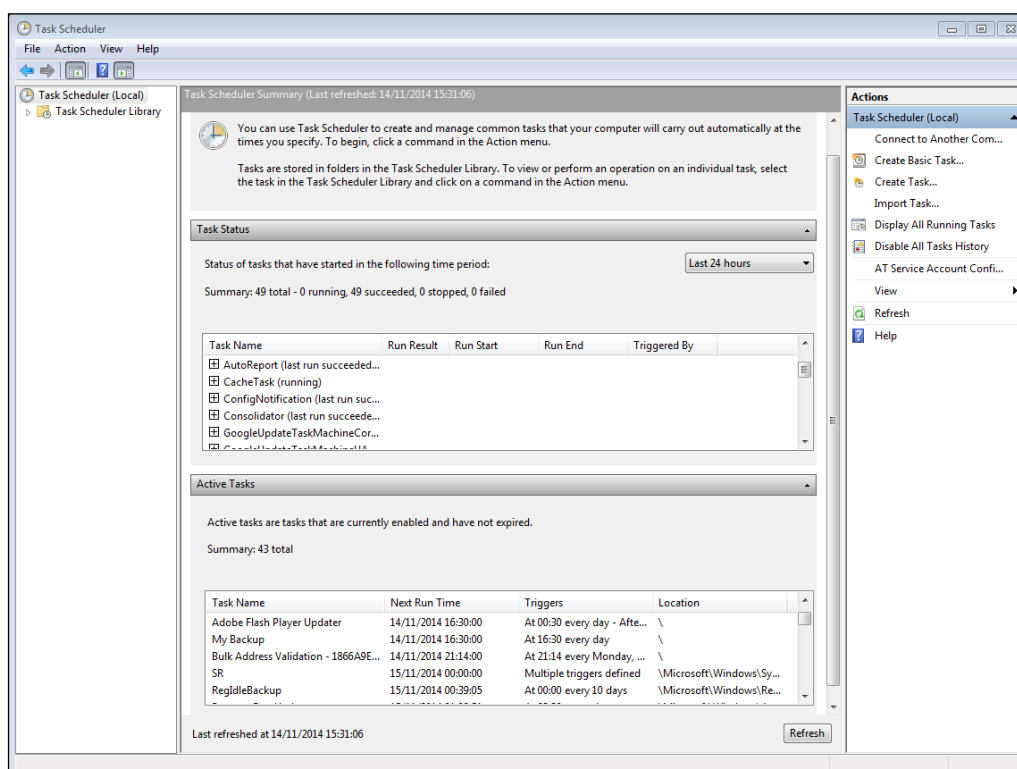 Task Scheduler
File Action View Help
Task Scheduler (Local)
Task Scheduler Library
Task Scheduler Summary (Last refreshed: 14/11/2014 15:31:06)
You can use Task Scheduler to create and manage common tasks that your computer will carry out automatically at the
times you specify. To begin, click a command in the Action menu.
Tasks are stored in folders in the Task Scheduler Library. To view or perform an operation on an individual task, select
the task in the Task Scheduler Library and click on a command in the Action menu.
Task Status
Status of tasks that have started in the following time period:
Last 24 hours
Summary: 49 total - 0 running, 49 succeeded, 0 stopped, 0 failed
Task Name Run Result Run Start Run End Triggered By
AutoReport (last run succeeded...
CacheTask (running)
ConfigNotification (last run suc...
Consolidator (last run succeede...
GoogleUpdateTaskMachineCor...
Active Tasks
Active tasks are tasks that are currently enabled and have not expired.
Summary: 43 total
Task Name Next Run Time Triggers Location
Adobe Flash Player Updater 14/11/2014 16:30:00 At 00:30 every day - Afte... \
My Backup 14/11/2014 16:30:00 At 16:30 every day \
Bulk Address Validation - 1866A9E... 14/11/2014 21:14:00 At 21:14 every Monday, ... \
SR 15/11/2014 00:00:00 Multiple triggers defined \Microsoft\Windows\Sy...
RegIdleBackup 15/11/2014 00:39:05 At 00:00 every 10 days \Microsoft\Windows\Re...
Last refreshed at 14/11/2014 15:31:06
Refresh
Actions
Task Scheduler (Local)
Connect to Another Com...
Create Basic Task...
Create Task...
Import Task...
Display All Running Tasks
Disable All Tasks History
AT Service Account Confi...
View
Refresh
Help